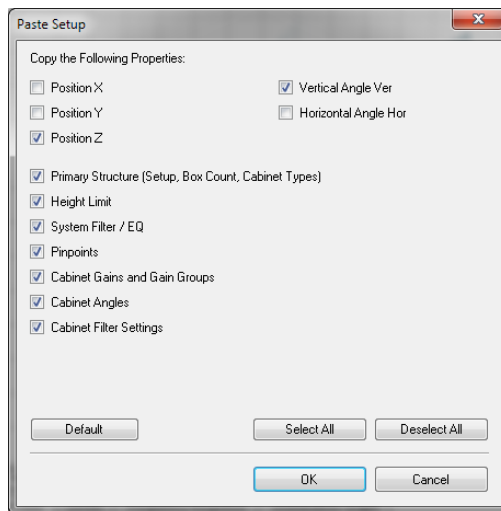 Paste Setup
Copy the Following Properties:
Position X
Vertical Angle Ver
Position Y
Horizontal Angle Hor
Position Z
Primary Structure (Setup, Box Count, Cabinet Types)
Height Limit
System Filter / EQ
Pinpoints
Cabinet Gains and Gain Groups
Cabinet Angles
Cabinet Filter Settings
Default
Select All
Deselect All
OK
Cancel